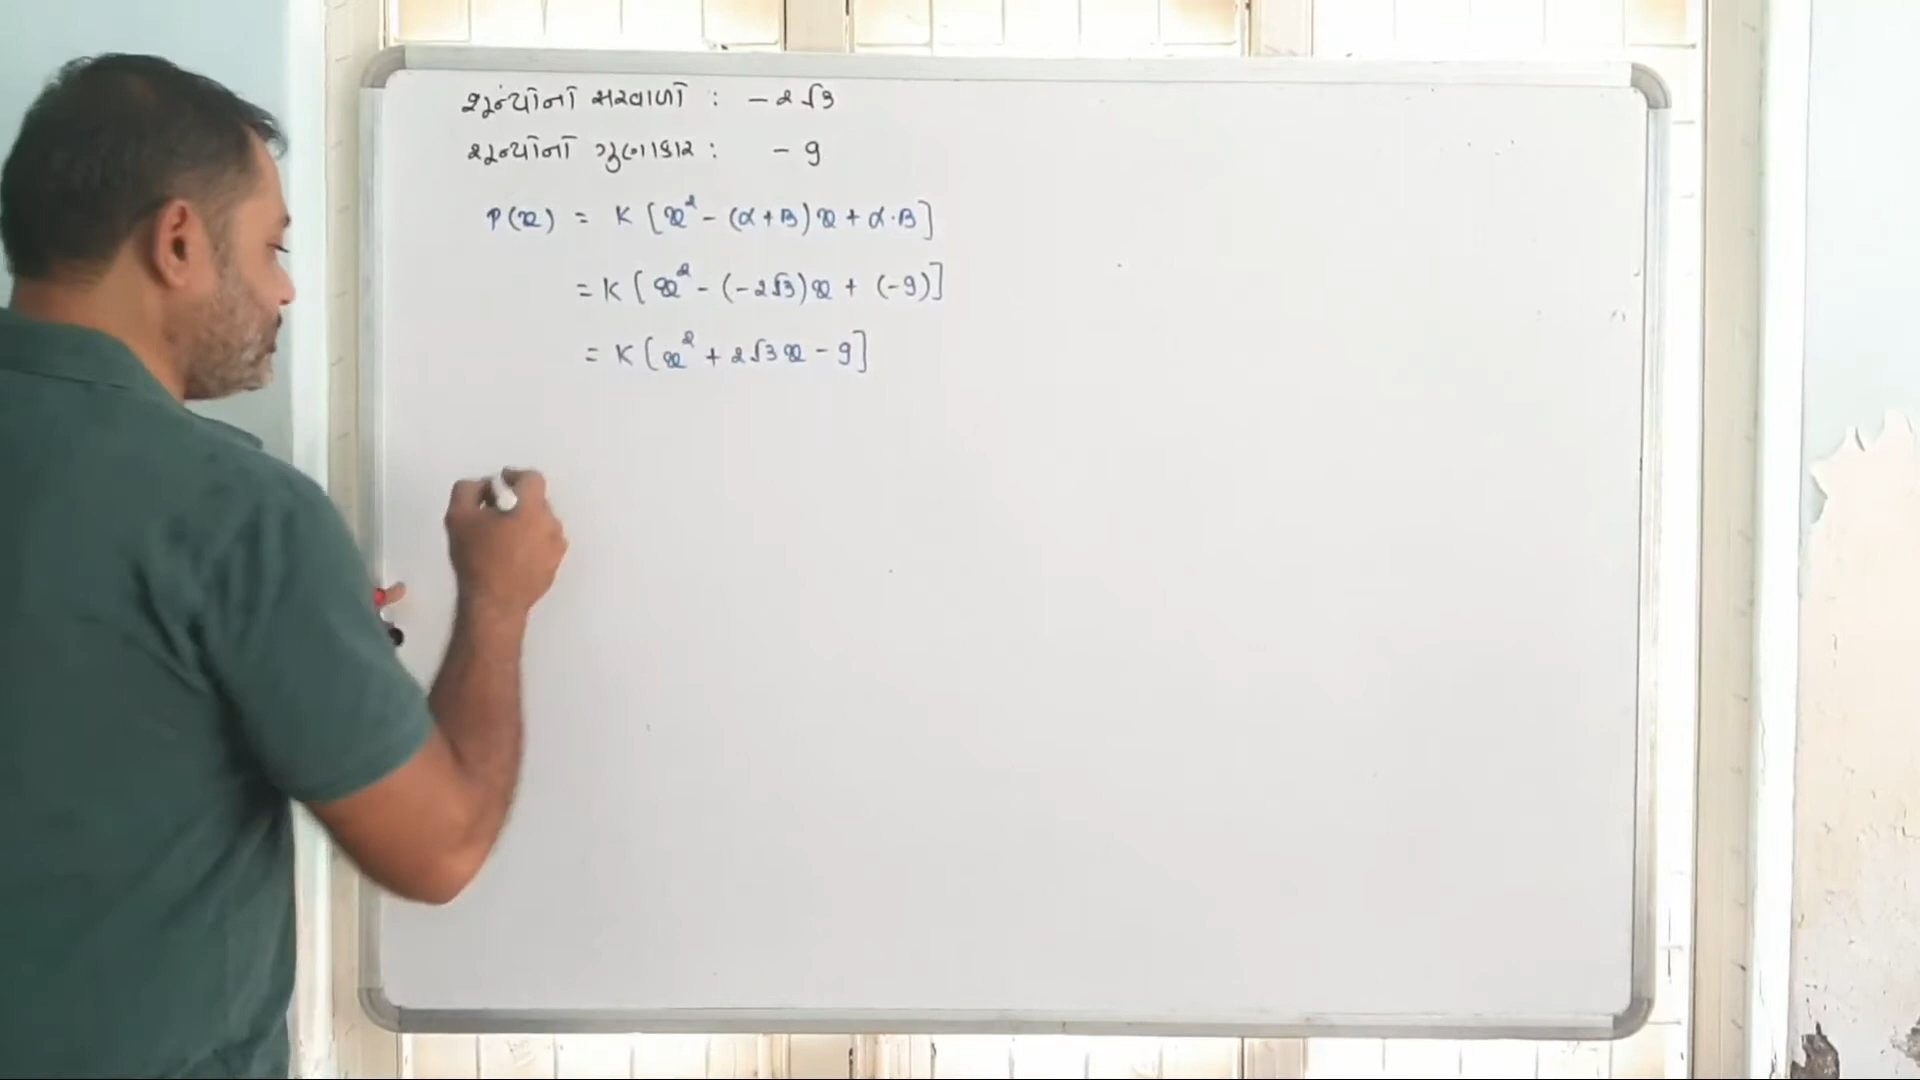 શૂન્યોનો સરવાળો : - 2√3
શૂન્યોનો ગુણાકાર : - 9
P(x) = K [x² - (α + β)x + α·β]
= K [x² - (-2√3)x + (-9)]
= K [x² + 2√3x - 9]